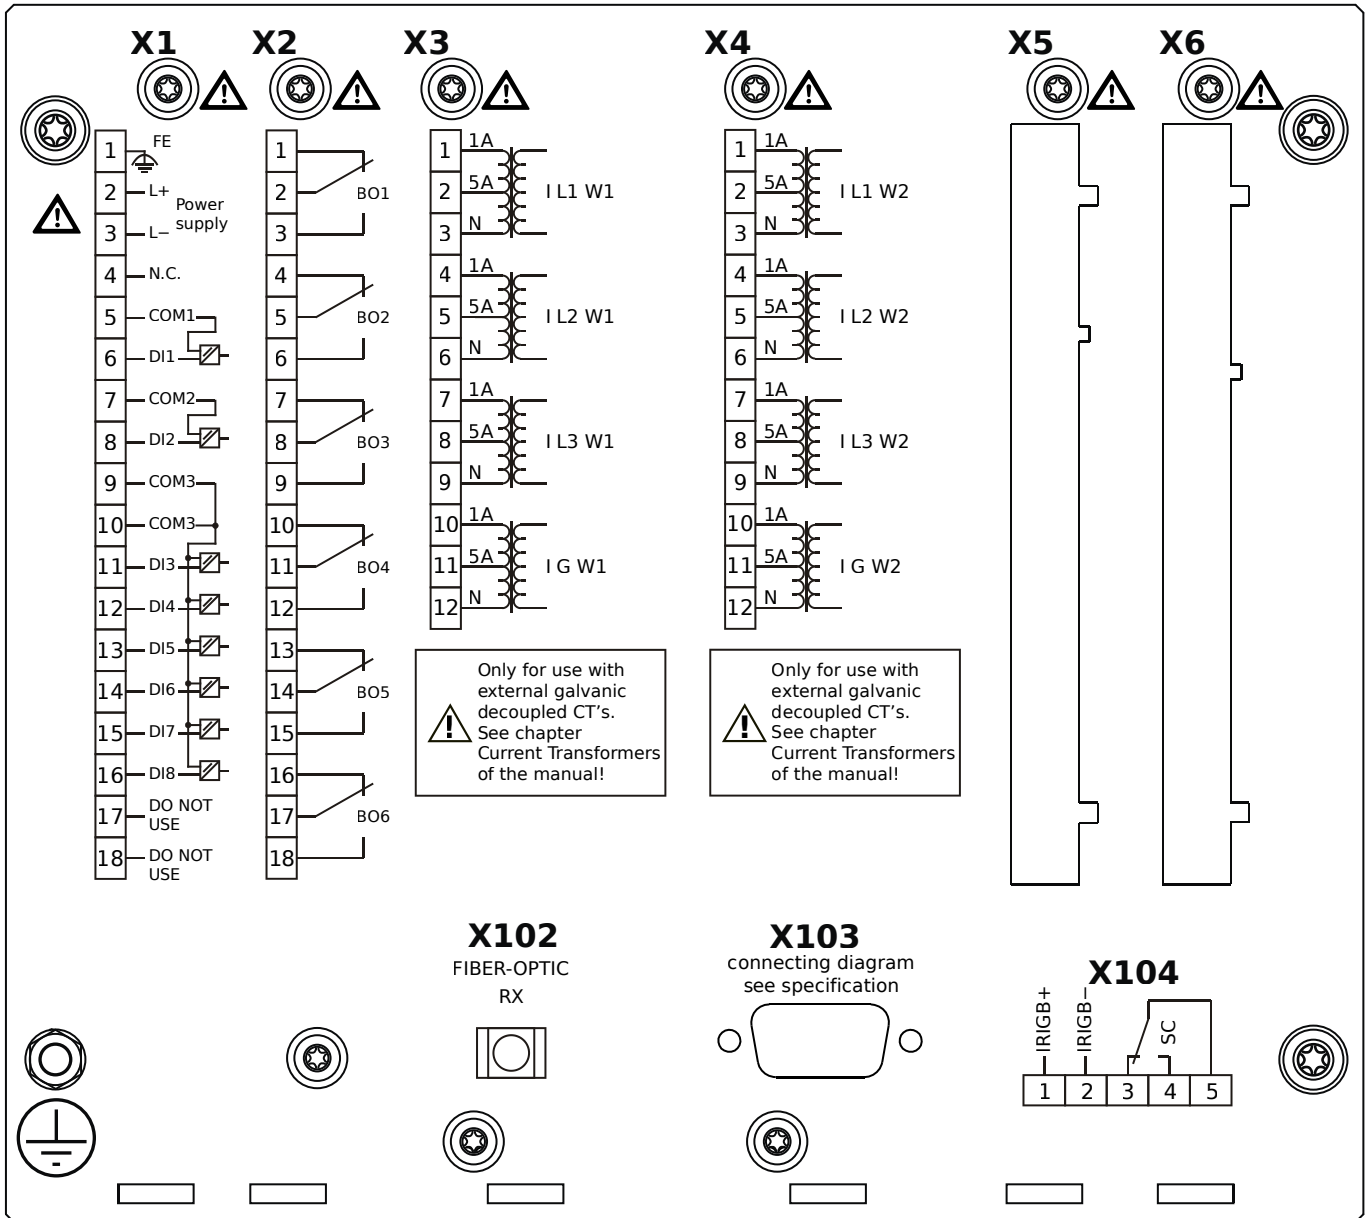 X1
X2
X3
X4
X5
X6
1 FE
2 L+
Power
supply
3 L−
4 N.C.
5 COM1
6 DI1
7 COM2
8 DI2
9 COM3
10 COM3
11 DI3
12 DI4
13 DI5
14 DI6
15 DI7
16 DI8
17 DO NOT
USE
18 DO NOT
USE
1
2 BO1
3
4
5 BO2
6
7
8 BO3
9
10
11 BO4
12
13
14 BO5
15
16
17 BO6
18
1 1A
2 5A I L1 W1
3 N
4 1A
5 5A I L2 W1
6 N
7 1A
8 5A I L3 W1
9 N
10 1A
11 5A I G W1
12 N
Only for use with
external galvanic
decoupled CT's.
See chapter
Current Transformers
of the manual!
1 1A
2 5A I L1 W2
3 N
4 1A
5 5A I L2 W2
6 N
7 1A
8 5A I L3 W2
9 N
10 1A
11 5A I G W2
12 N
Only for use with
external galvanic
decoupled CT's.
See chapter
Current Transformers
of the manual!
X102
FIBER-OPTIC
RX
X103
connecting diagram
see specification
X104
IRIGB+
IRIGB−
SC
1 2 3 4 5